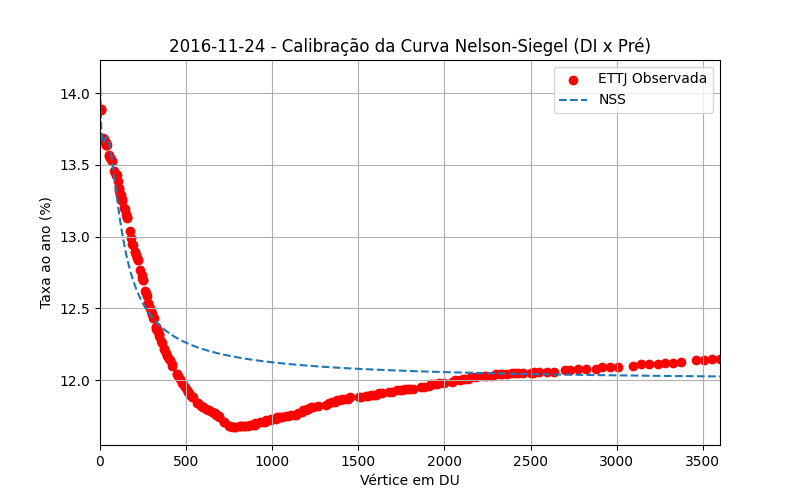 2016-11-24 - Calibração da Curva Nelson-Siegel (DI x Pré)
ETTJ Observada
NSS
14.0
13.5
13.0
12.5
12.0
Taxa ao ano (%)
0 500 1000 1500 2000 2500 3000 3500
Vértice em DU